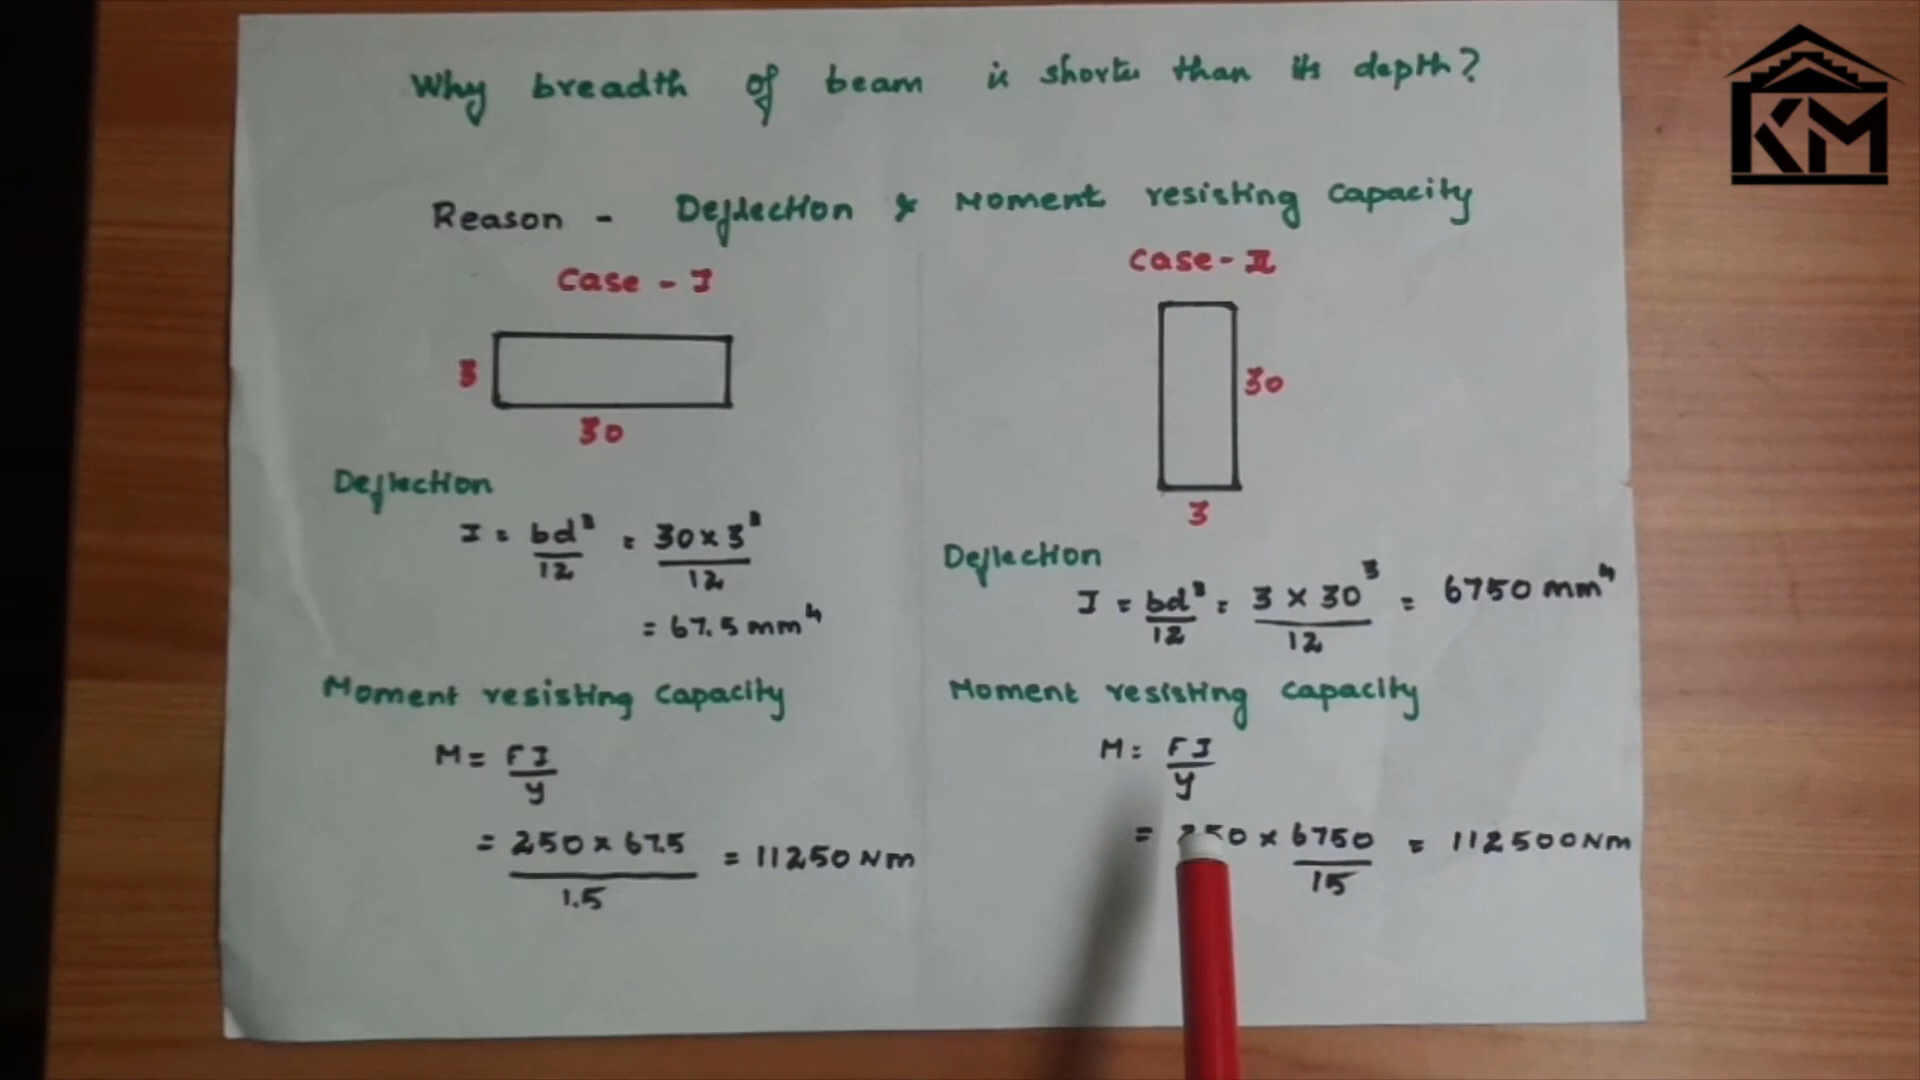 KM
Why breadth of beam is shorter than its depth?
Reason - Deflection & Moment resisting capacity
Case - I
3
30
Deflection
I = bd³/12 = 30 x 3³/12
= 67.5 mm⁴
Moment resisting capacity
M = FI/y
= 250 x 67.5/1.5 = 11250 Nm
Case - II
30
3
Deflection
I = bd³/12 = 3 x 30³/12 = 6750 mm⁴
Moment resisting capacity
M = FI/y
= 250 x 6750/15 = 112500 Nm